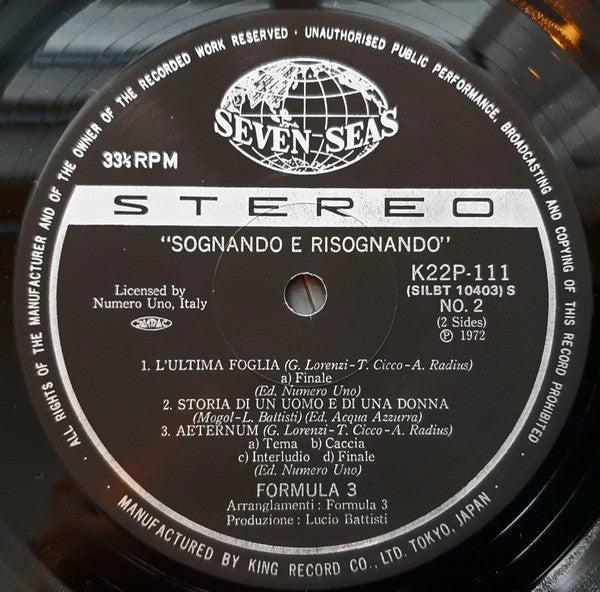 ALL RIGHTS OF THE MANUFACTURER AND OF THE OWNER OF THE RECORDED WORK RESERVED · UNAUTHORISED PUBLIC PERFORMANCE, BROADCASTING AND COPYING OF THIS RECORD PROHIBITED ·
SEVEN SEAS
33⅓ RPM
STEREO
"SOGNANDO E RISOGNANDO"
Licensed by
Numero Uno, Italy
JASRAC
K22P-111
(SILBT 10403) S
NO. 2
(2 Sides)
Ⓟ 1972
1. L'ULTIMA FOGLIA (G. Lorenzi-T. Cicco-A. Radius)
a) Finale
(Ed. Numero Uno)
2. STORIA DI UN UOMO E DI UNA DONNA
(Mogol-L. Battisti) (Ed. Acqua Azzurra)
3. AETERNUM (G. Lorenzi-T. Cicco-A. Radius)
a) Tema b) Caccia
c) Interludio d) Finale
(Ed. Numero Uno)
FORMULA 3
Arranglamenti : Formula 3
Produzione : Lucio Battisti
MANUFACTURED BY KING RECORD CO., LTD. TOKYO, JAPAN